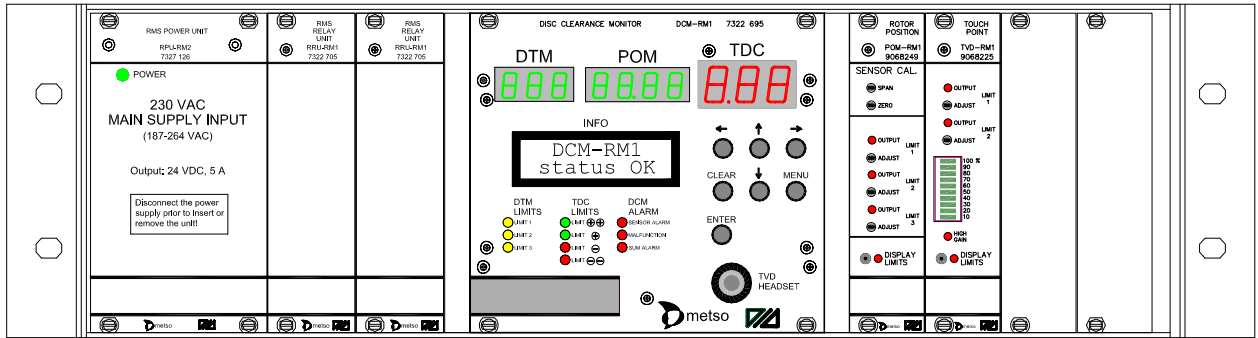 RMS POWER UNIT
RPU-RM2
7327 126
POWER
230 VAC
MAIN SUPPLY INPUT
(187-264 VAC)
Output: 24 VDC, 5 A
Disconnect the power
supply prior to Insert or
remove the unit!
metso
RMS
RELAY
UNIT
RRU-RM1
7322 705
metso
RMS
RELAY
UNIT
RRU-RM1
7322 705
metso
DISC CLEARANCE MONITOR DCM-RM1 7322 695
DTM POM TDC
888 88.88 8.88
INFO
DCM-RM1
status OK
← ↑ →
CLEAR ↓ MENU
ENTER
DTM
LIMITS
LIMIT 1
LIMIT 2
LIMIT 3
TDC
LIMITS
LIMIT ⊕⊕
LIMIT ⊕
LIMIT ⊖
LIMIT ⊖⊖
DCM
ALARM
SENSOR ALARM
MALFUNCTION
SUM ALARM
TVD
HEADSET
metso
ROTOR
POSITION
POM-RM1
9068249
SENSOR CAL.
SPAN
ZERO
OUTPUT
LIMIT
1
ADJUST
OUTPUT
LIMIT
2
ADJUST
OUTPUT
LIMIT
3
ADJUST
DISPLAY
LIMITS
metso
TOUCH
POINT
TVD-RM1
9068225
OUTPUT
LIMIT
1
ADJUST
OUTPUT
LIMIT
2
ADJUST
100 %
90
80
70
60
50
40
30
20
10
HIGH
GAIN
DISPLAY
LIMITS
metso